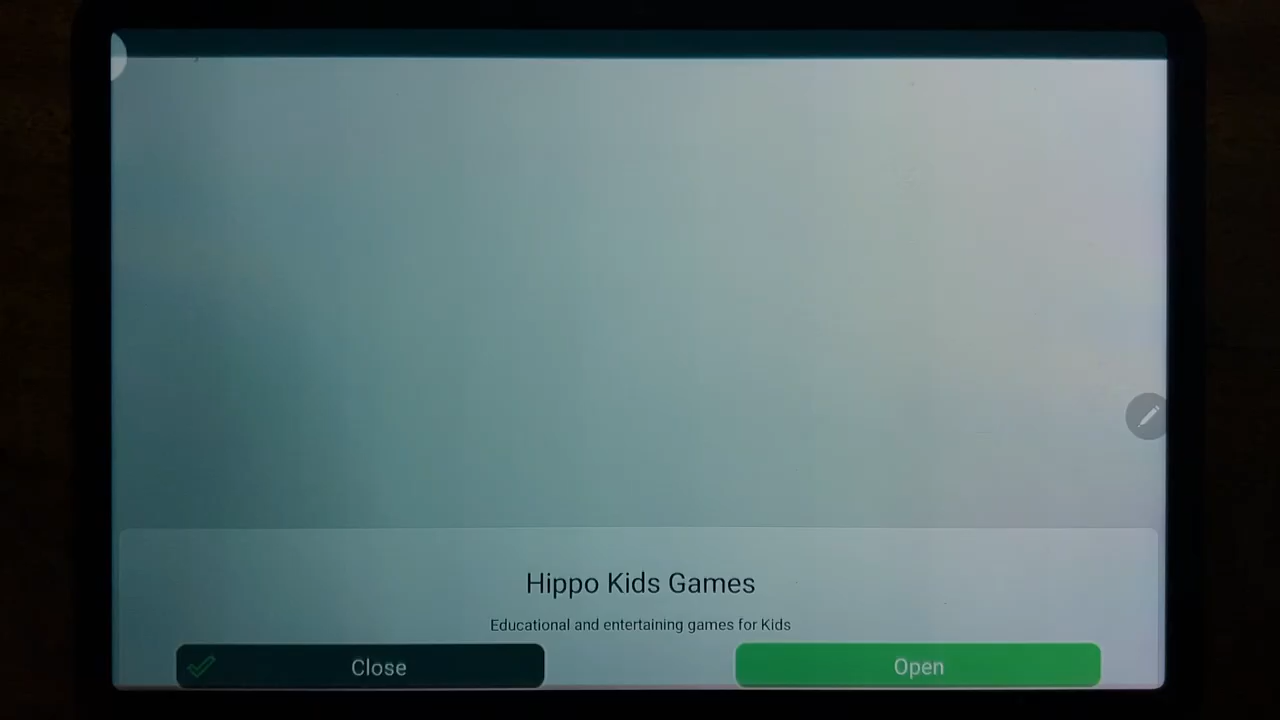 Hippo Kids Games
Educational and entertaining games for Kids
Close
Open